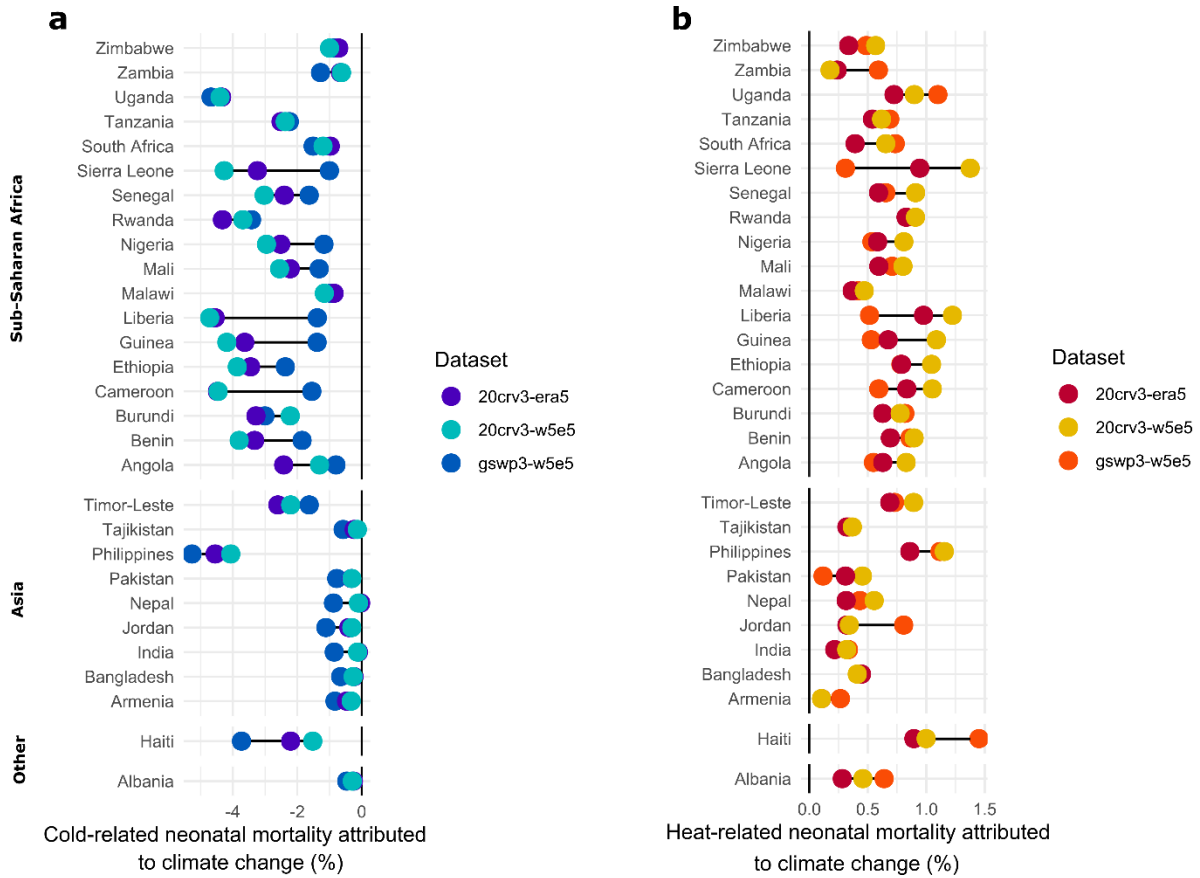 a
Sub-Saharan Africa
Zimbabwe
Zambia
Uganda
Tanzania
South Africa
Sierra Leone
Senegal
Rwanda
Nigeria
Mali
Malawi
Liberia
Guinea
Ethiopia
Cameroon
Burundi
Benin
Angola
Asia
Timor-Leste
Tajikistan
Philippines
Pakistan
Nepal
Jordan
India
Bangladesh
Armenia
Other
Haiti
Albania
-4 -2 0
Cold-related neonatal mortality attributed
to climate change (%)
Dataset
20crv3-era5
20crv3-w5e5
gswp3-w5e5
b
Zimbabwe
Zambia
Uganda
Tanzania
South Africa
Sierra Leone
Senegal
Rwanda
Nigeria
Mali
Malawi
Liberia
Guinea
Ethiopia
Cameroon
Burundi
Benin
Angola
Timor-Leste
Tajikistan
Philippines
Pakistan
Nepal
Jordan
India
Bangladesh
Armenia
Haiti
Albania
0.0 0.5 1.0 1.5
Heat-related neonatal mortality attributed
to climate change (%)
Dataset
20crv3-era5
20crv3-w5e5
gswp3-w5e5